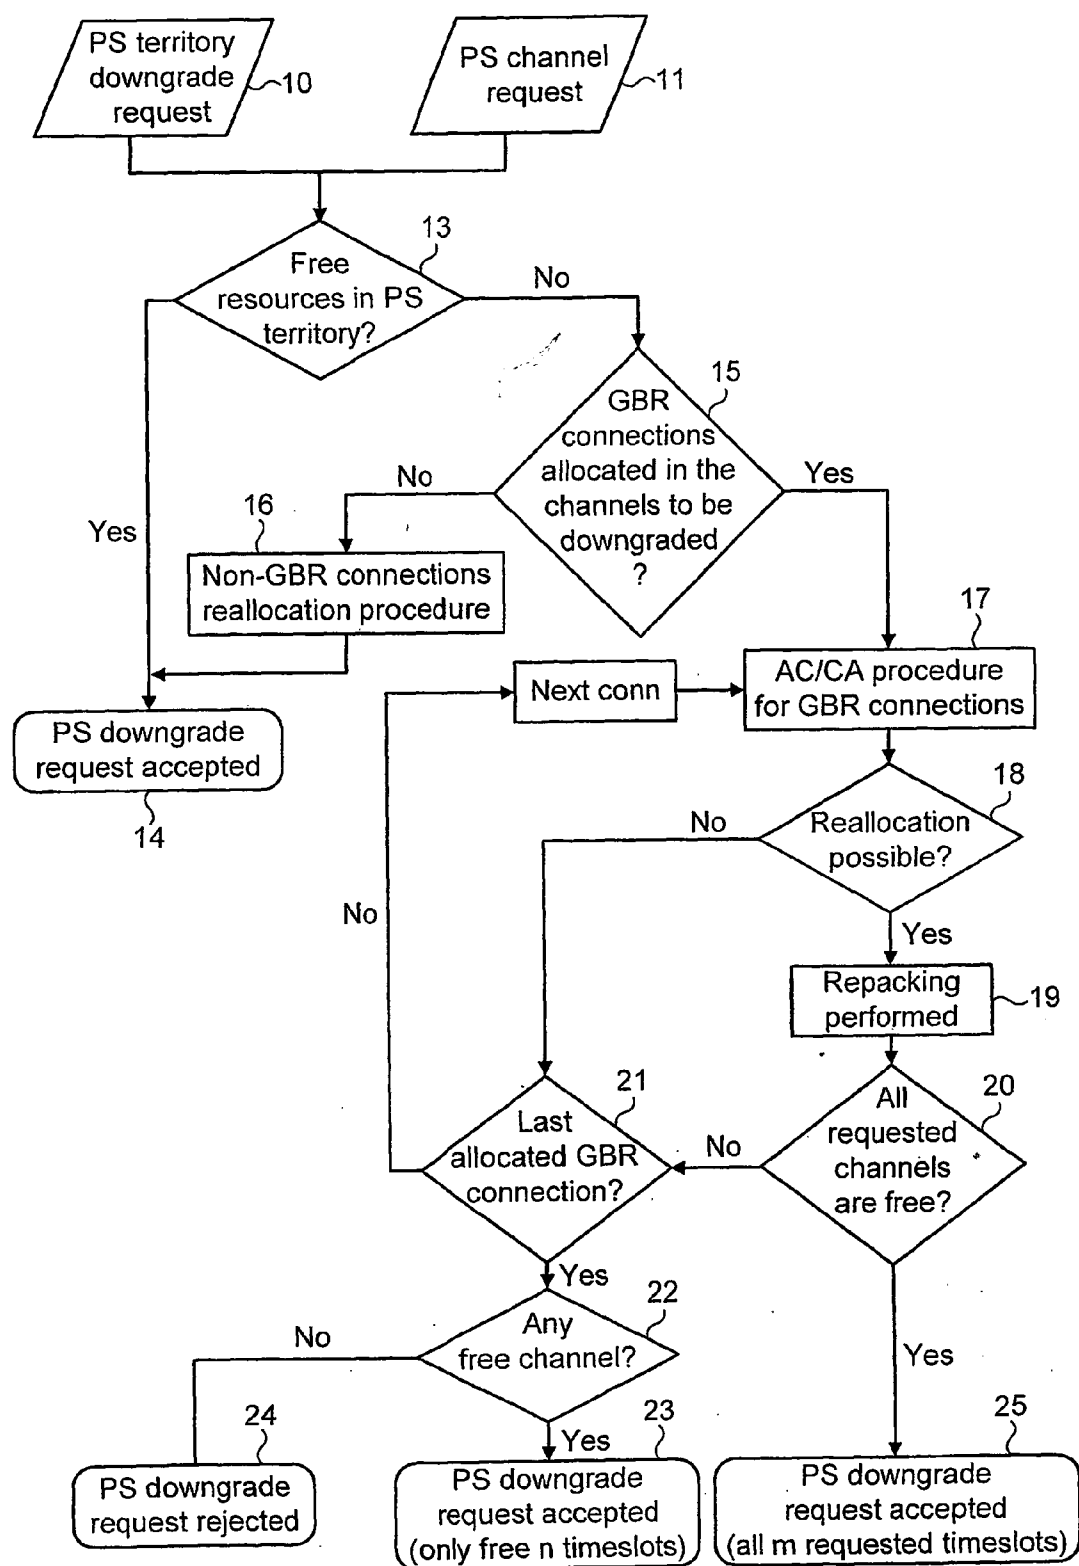 PS territory
downgrade
request
10
PS channel
request
11
13
Free
resources in PS
territory?
No
Yes
15
GBR
connections
allocated in the
channels to be
downgraded
?
No
Yes
16
Non-GBR connections
reallocation procedure
17
AC/CA procedure
for GBR connections
Next conn
PS downgrade
request accepted
14
18
Reallocation
possible?
No
Yes
No
Repacking
performed
19
20
All
requested
channels
are free?
No
Yes
21
Last
allocated GBR
connection?
Yes
22
Any
free channel?
No
Yes
24
PS downgrade
request rejected
23
PS downgrade
request accepted
(only free n timeslots)
25
PS downgrade
request accepted
(all m requested timeslots)